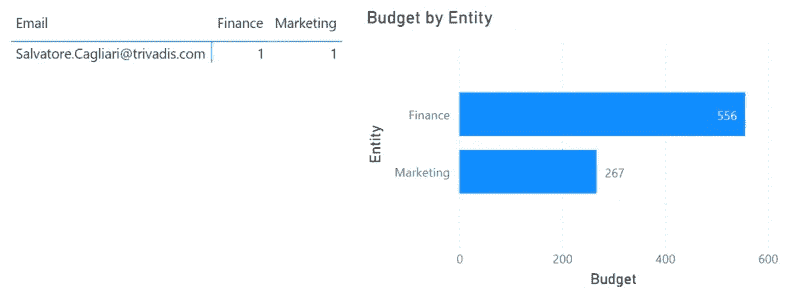 Email Finance Marketing
Salvatore.Cagliari@trivadis.com 1 1
Budget by Entity
Entity
Finance 556
Marketing 267
0 200 400 600
Budget